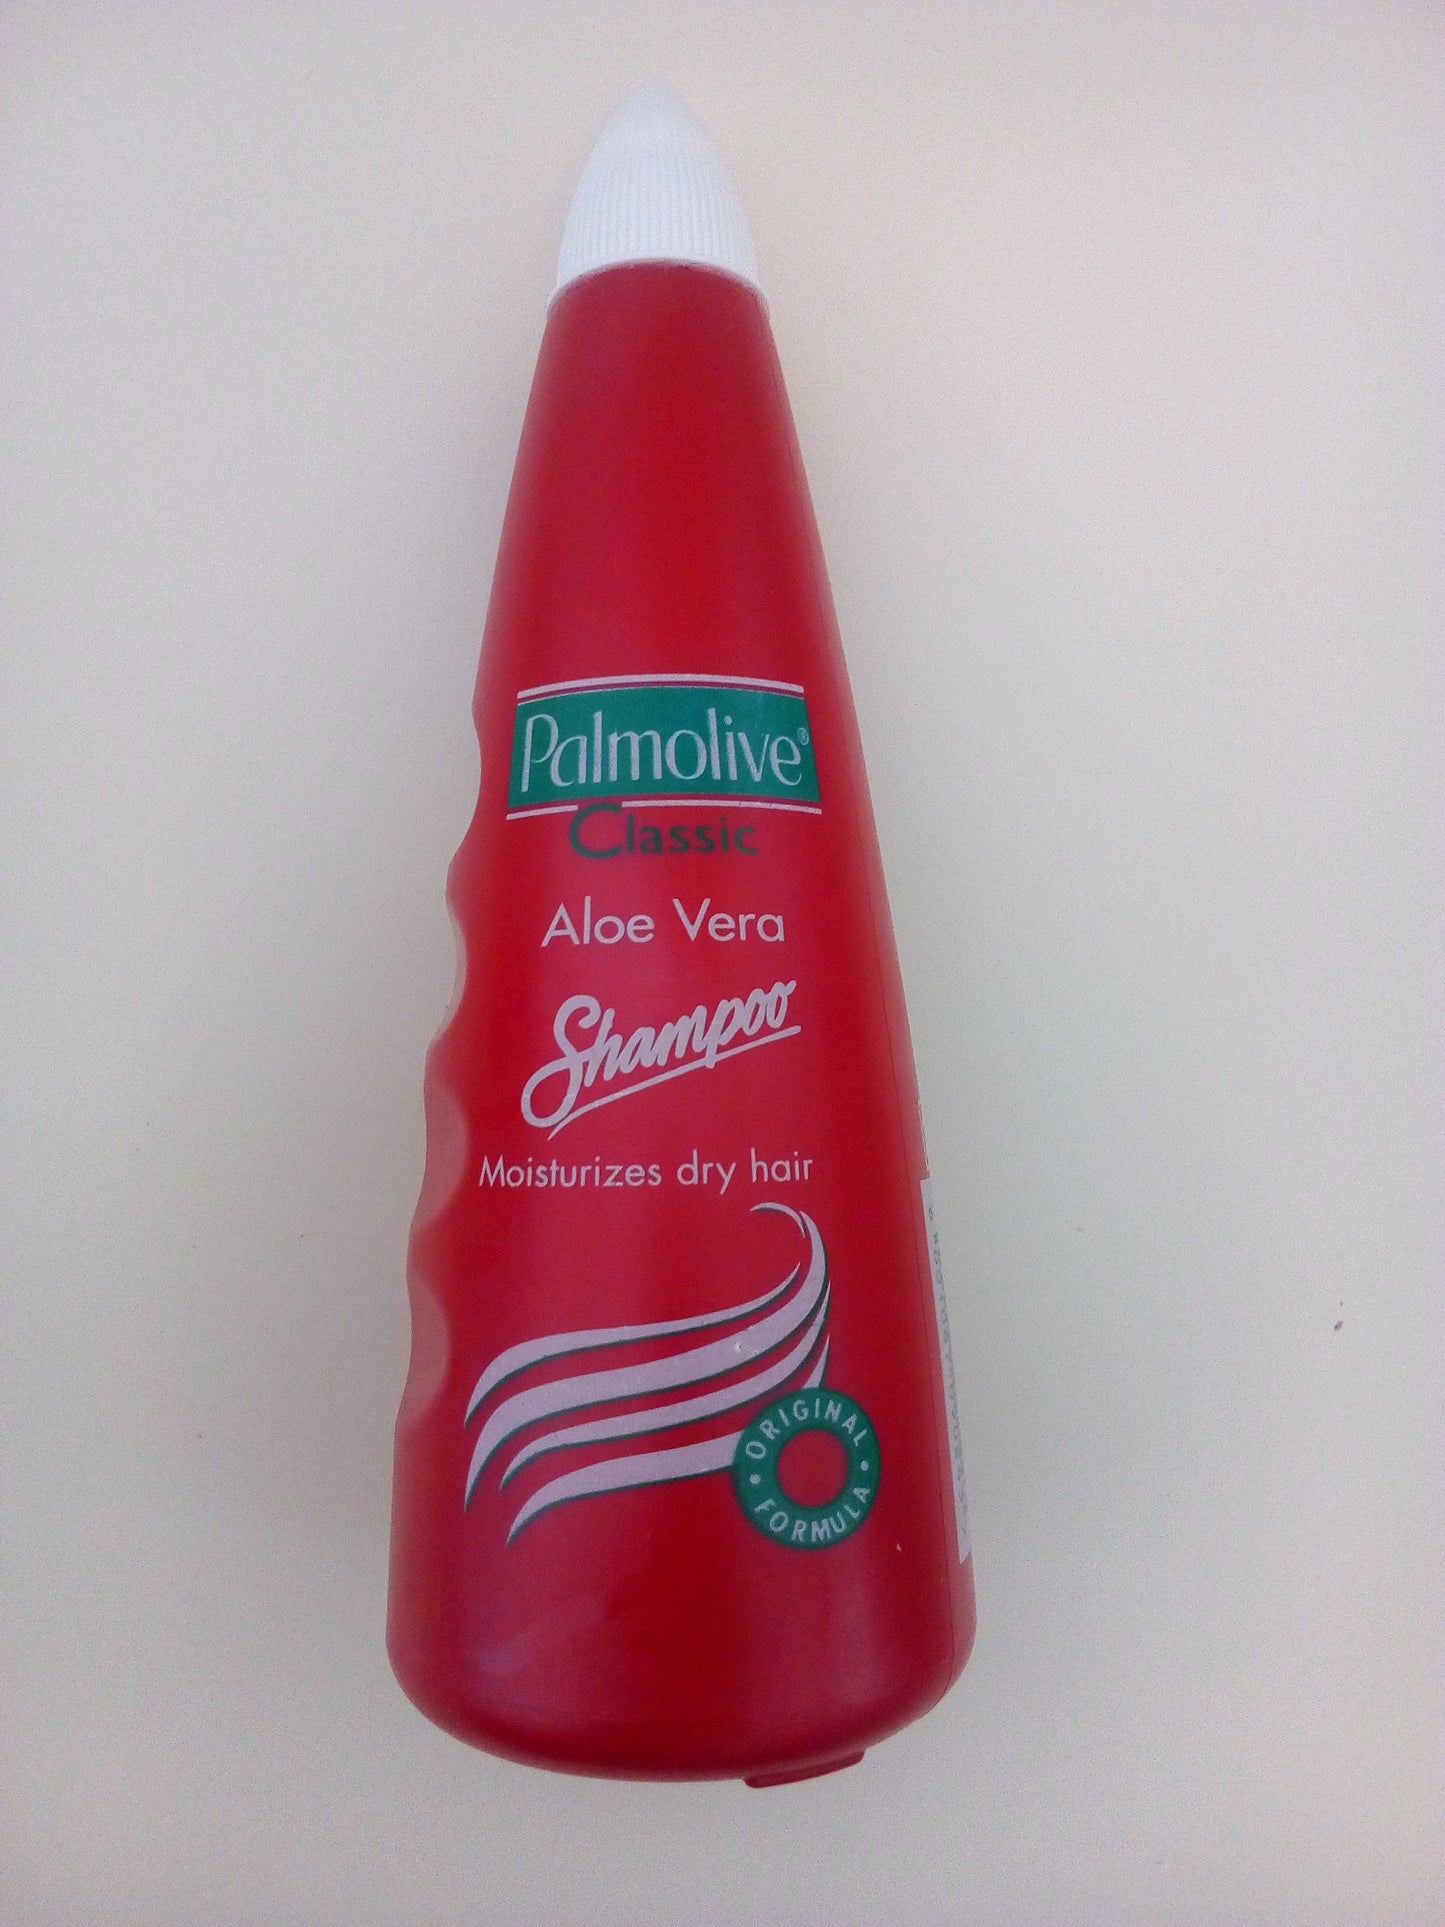 Palmolive®
Classic
Aloe Vera
Shampoo
Moisturizes dry hair
ORIGINAL
FORMULA